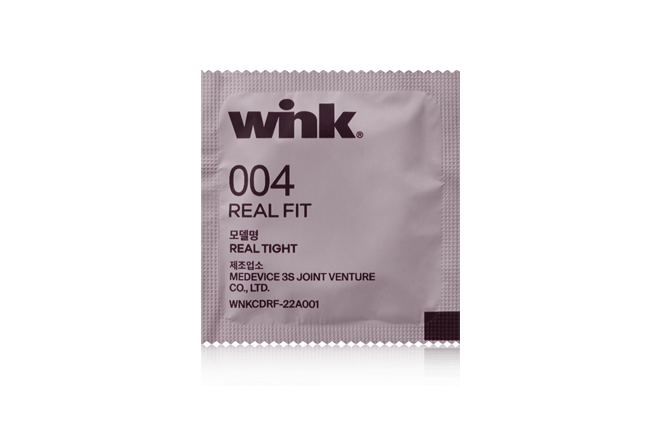 wink®
004
REAL FIT
모델명
REAL TIGHT
제조업소
MEDEVICE 3S JOINT VENTURE
CO., LTD.
WNKCDRF-22A001